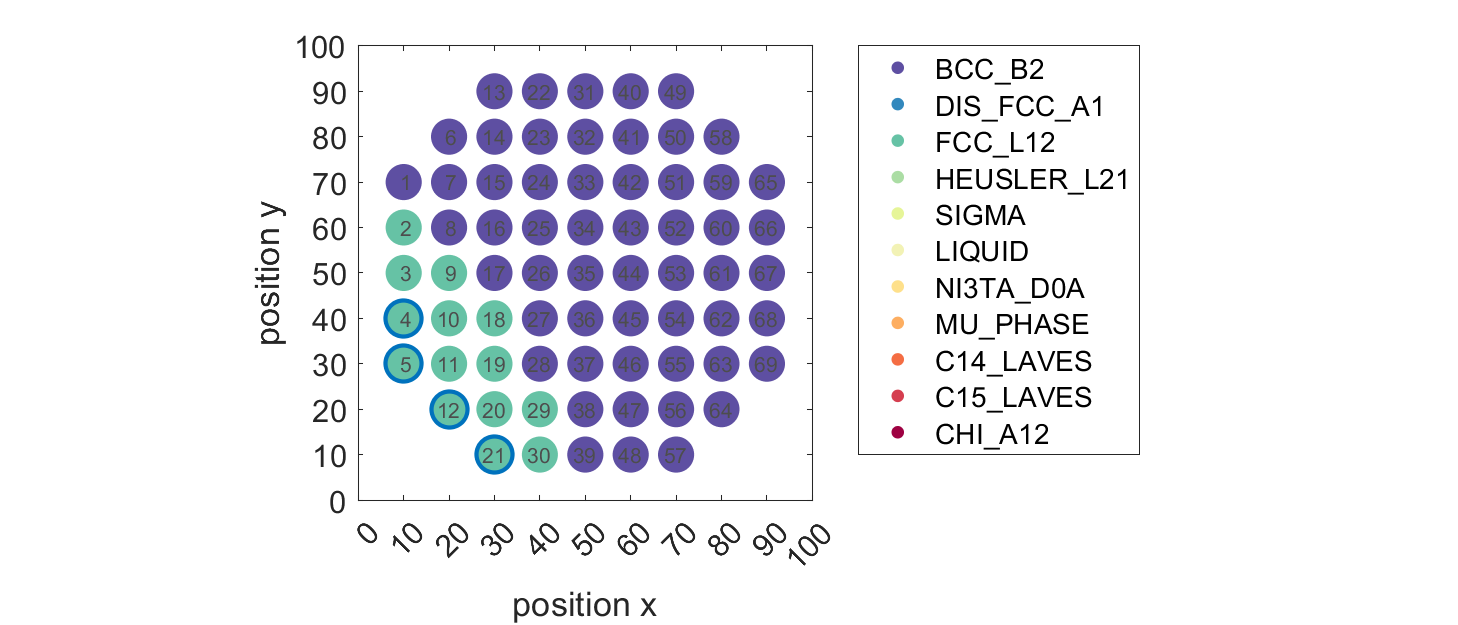 100
90
80
70
60
50
40
30
20
10
0
position y
13 22 31 40 49
6 14 23 32 41 50 58
1 7 15 24 33 42 51 59 65
2 8 16 25 34 43 52 60 66
3 9 17 26 35 44 53 61 67
4 10 18 27 36 45 54 62 68
5 11 19 28 37 46 55 63 69
12 20 29 38 47 56 64
21 30 39 48 57
0 10 20 30 40 50 60 70 80 90 100
position x
BCC_B2
DIS_FCC_A1
FCC_L12
HEUSLER_L21
SIGMA
LIQUID
NI3TA_D0A
MU_PHASE
C14_LAVES
C15_LAVES
CHI_A12